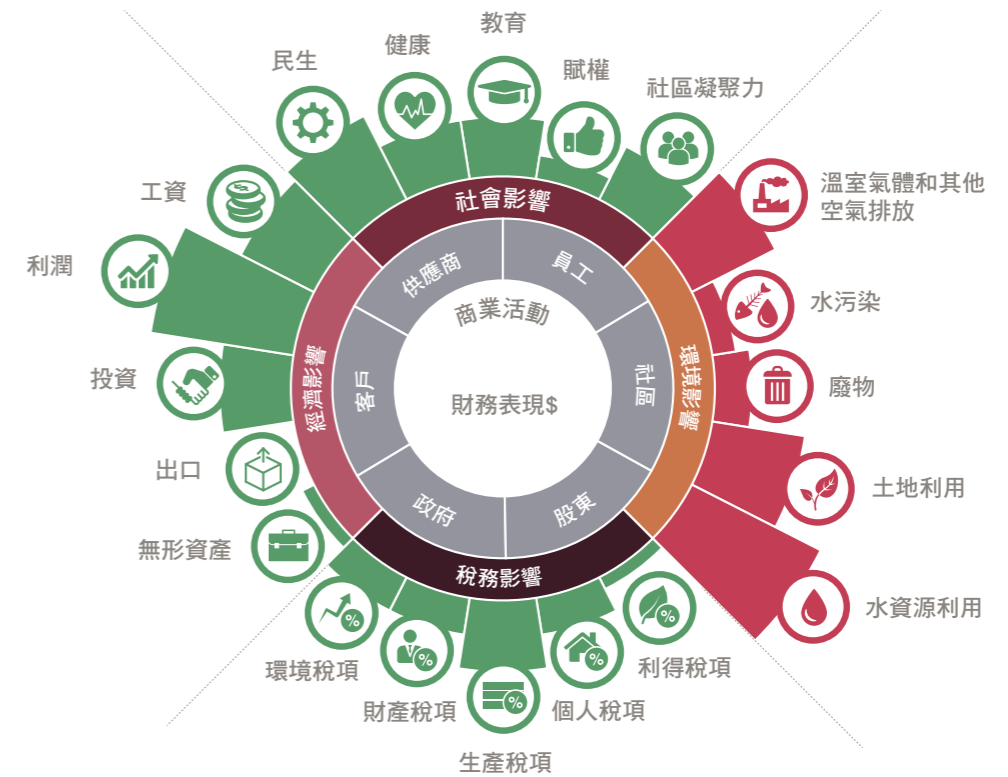 教育
健康
民生
賦權
社區凝聚力
工資
溫室氣體和其他
空氣排放
利潤
水污染
投資
廢物
出口
土地利用
無形資產
水資源利用
環境稅項
利得稅項
財產稅項
個人稅項
生產稅項
社會影響
環境影響
稅務影響
經濟影響
供應商
員工
社區
股東
政府
客戶
商業活動
財務表現$
$
%
%
%
%
%